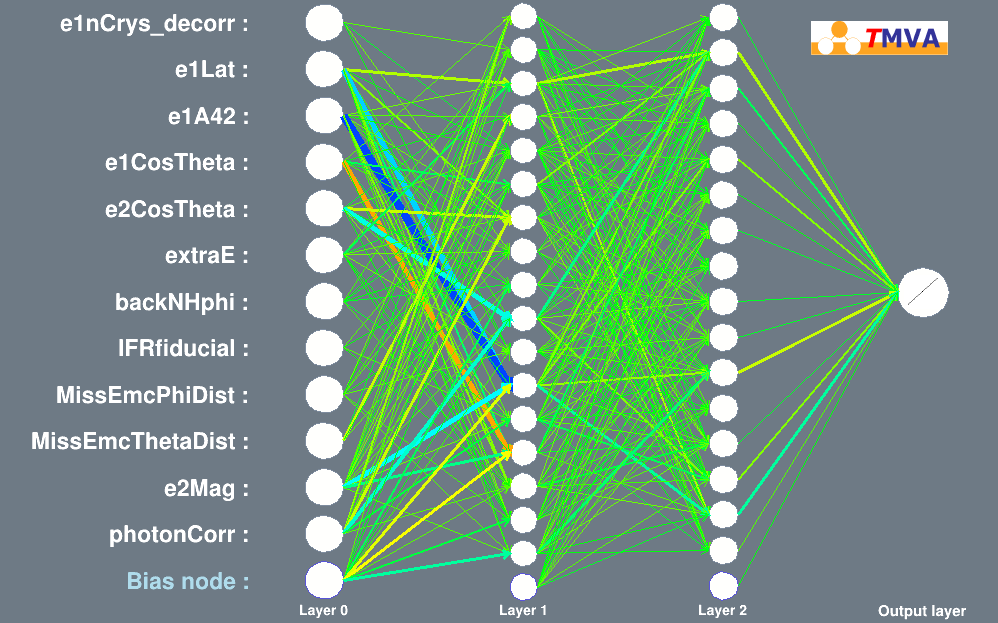 e1nCrys_decorr :
TMVA
e1Lat :
e1A42 :
e1CosTheta :
e2CosTheta :
extraE :
backNHphi :
IFRfiducial :
MissEmcPhiDist :
MissEmcThetaDist :
e2Mag :
photonCorr :
Bias node :
Layer 0 Layer 1 Layer 2 Output layer